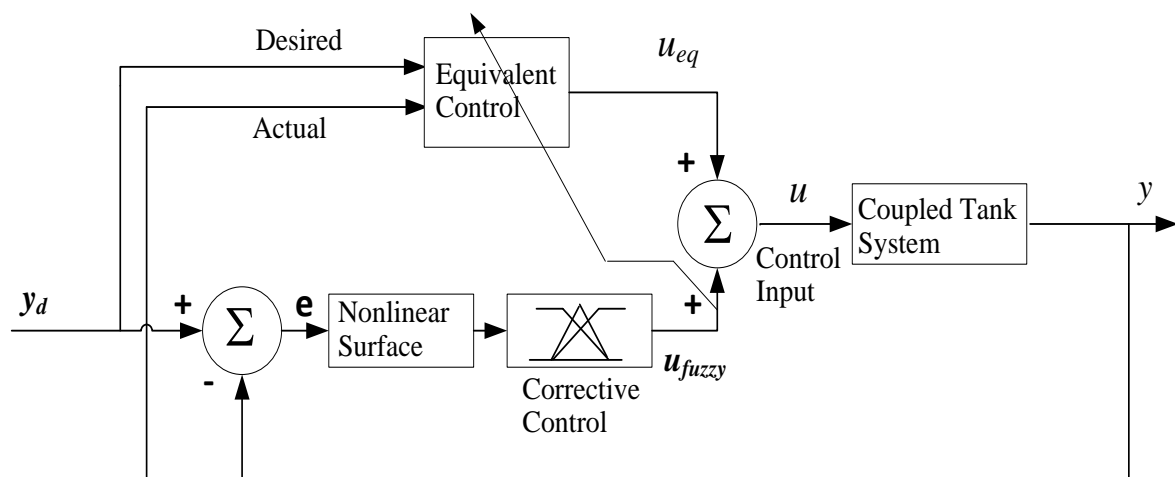 Desired
Equivalent
Control
u_eq
Actual
+
Σ
u
Control
Input
Coupled Tank
System
y
y_d
+
Σ
-
e
Nonlinear
Surface
Corrective
Control
+
u_fuzzy